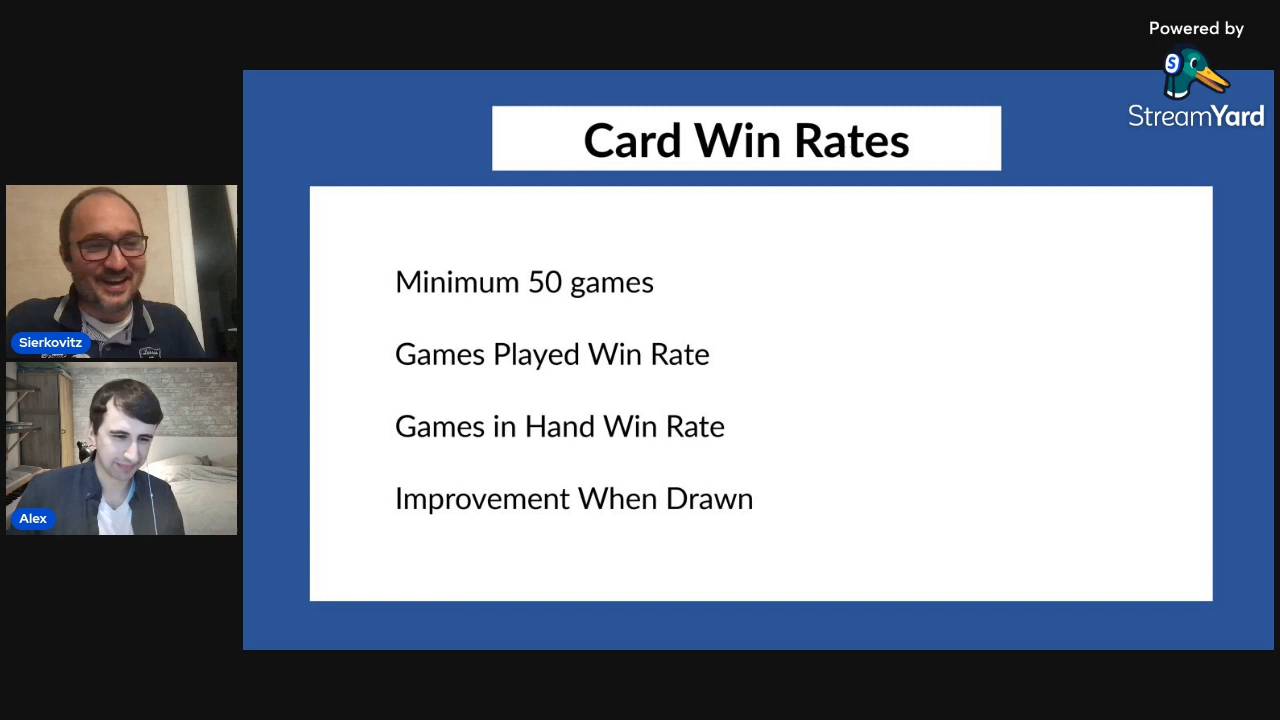 Powered by
S
StreamYard
Card Win Rates
Minimum 50 games
Games Played Win Rate
Games in Hand Win Rate
Improvement When Drawn
Sierkovitz
Alex